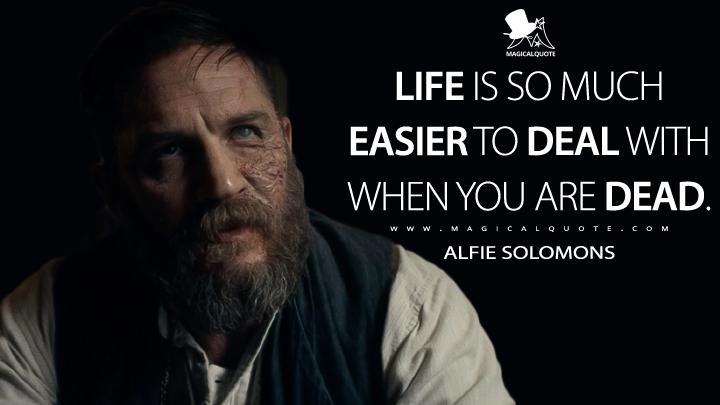 MAGICALQUOTE
LIFE IS SO MUCH
EASIER TO DEAL WITH
WHEN YOU ARE DEAD.
WWW.MAGICALQUOTE.COM
ALFIE SOLOMONS